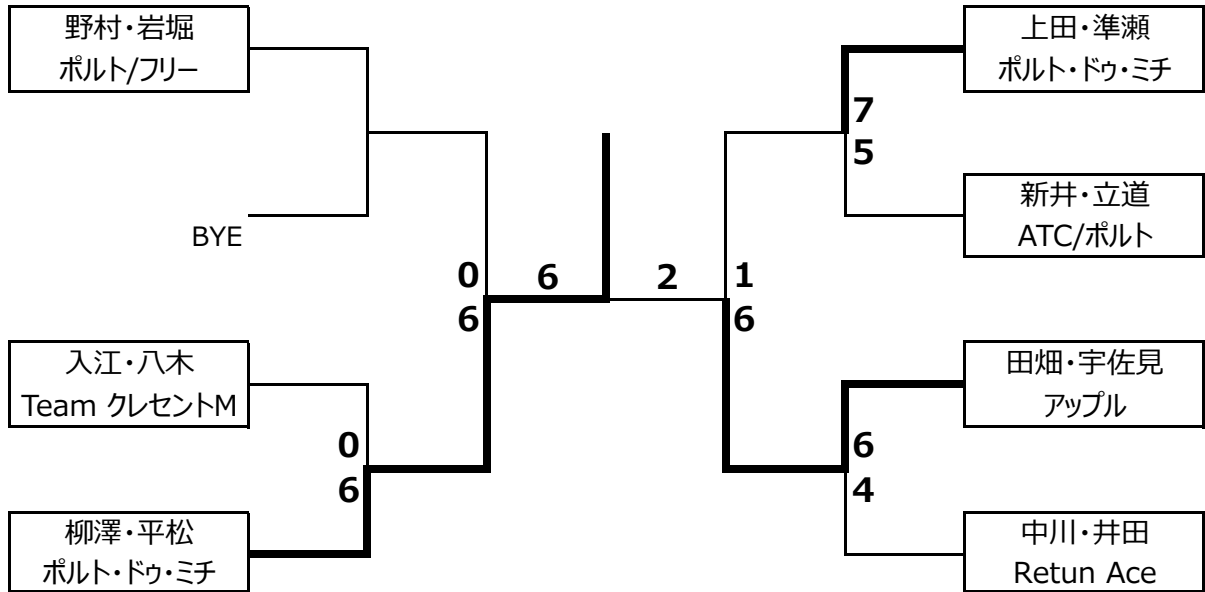 野村・岩堀
ポルト/フリー
BYE
入江・八木
Team クレセントM
柳澤・平松
ポルト・ドゥ・ミチ
0
6
0
6
6
2
1
6
7
5
6
4
上田・準瀬
ポルト・ドゥ・ミチ
新井・立道
ATC/ポルト
田畑・宇佐見
アップル
中川・井田
Retun Ace